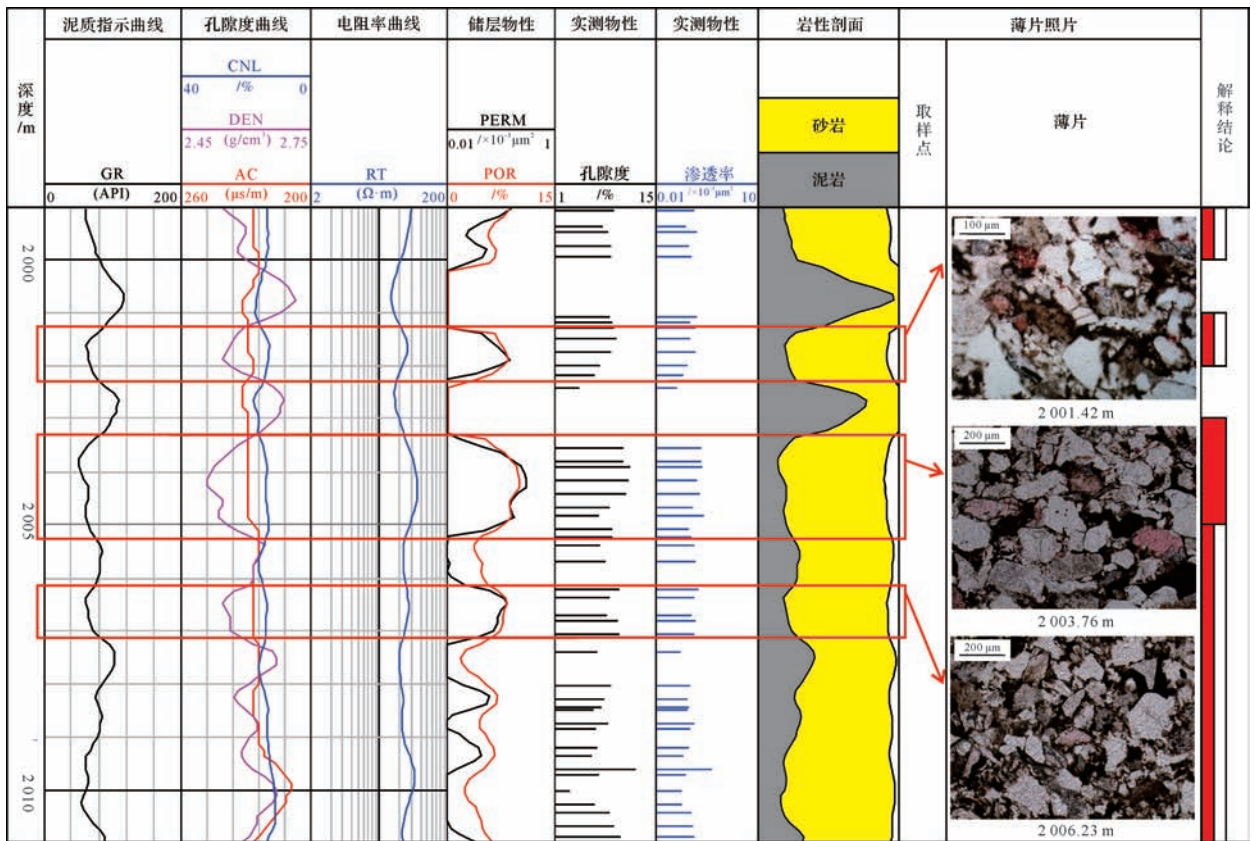 泥质指示曲线 孔隙度曲线 电阻率曲线 储层物性 实测物性 实测物性 岩性剖面 薄片照片
深度/m
GR
0 (API) 200
CNL
40 /% 0
DEN
2.45 (g/cm³) 2.75
AC
260 (μs/m) 200
RT
2 (Ω·m) 200
PERM
0.01 /×10⁻³μm² 1
POR
0 /% 15
孔隙度
1 /% 15
渗透率
0.01 /×10⁻³μm² 10
砂岩
泥岩
取样点
薄片
解释结论
2 000
2 005
2 010
100 μm
2 001.42 m
200 μm
2 003.76 m
200 μm
2 006.23 m